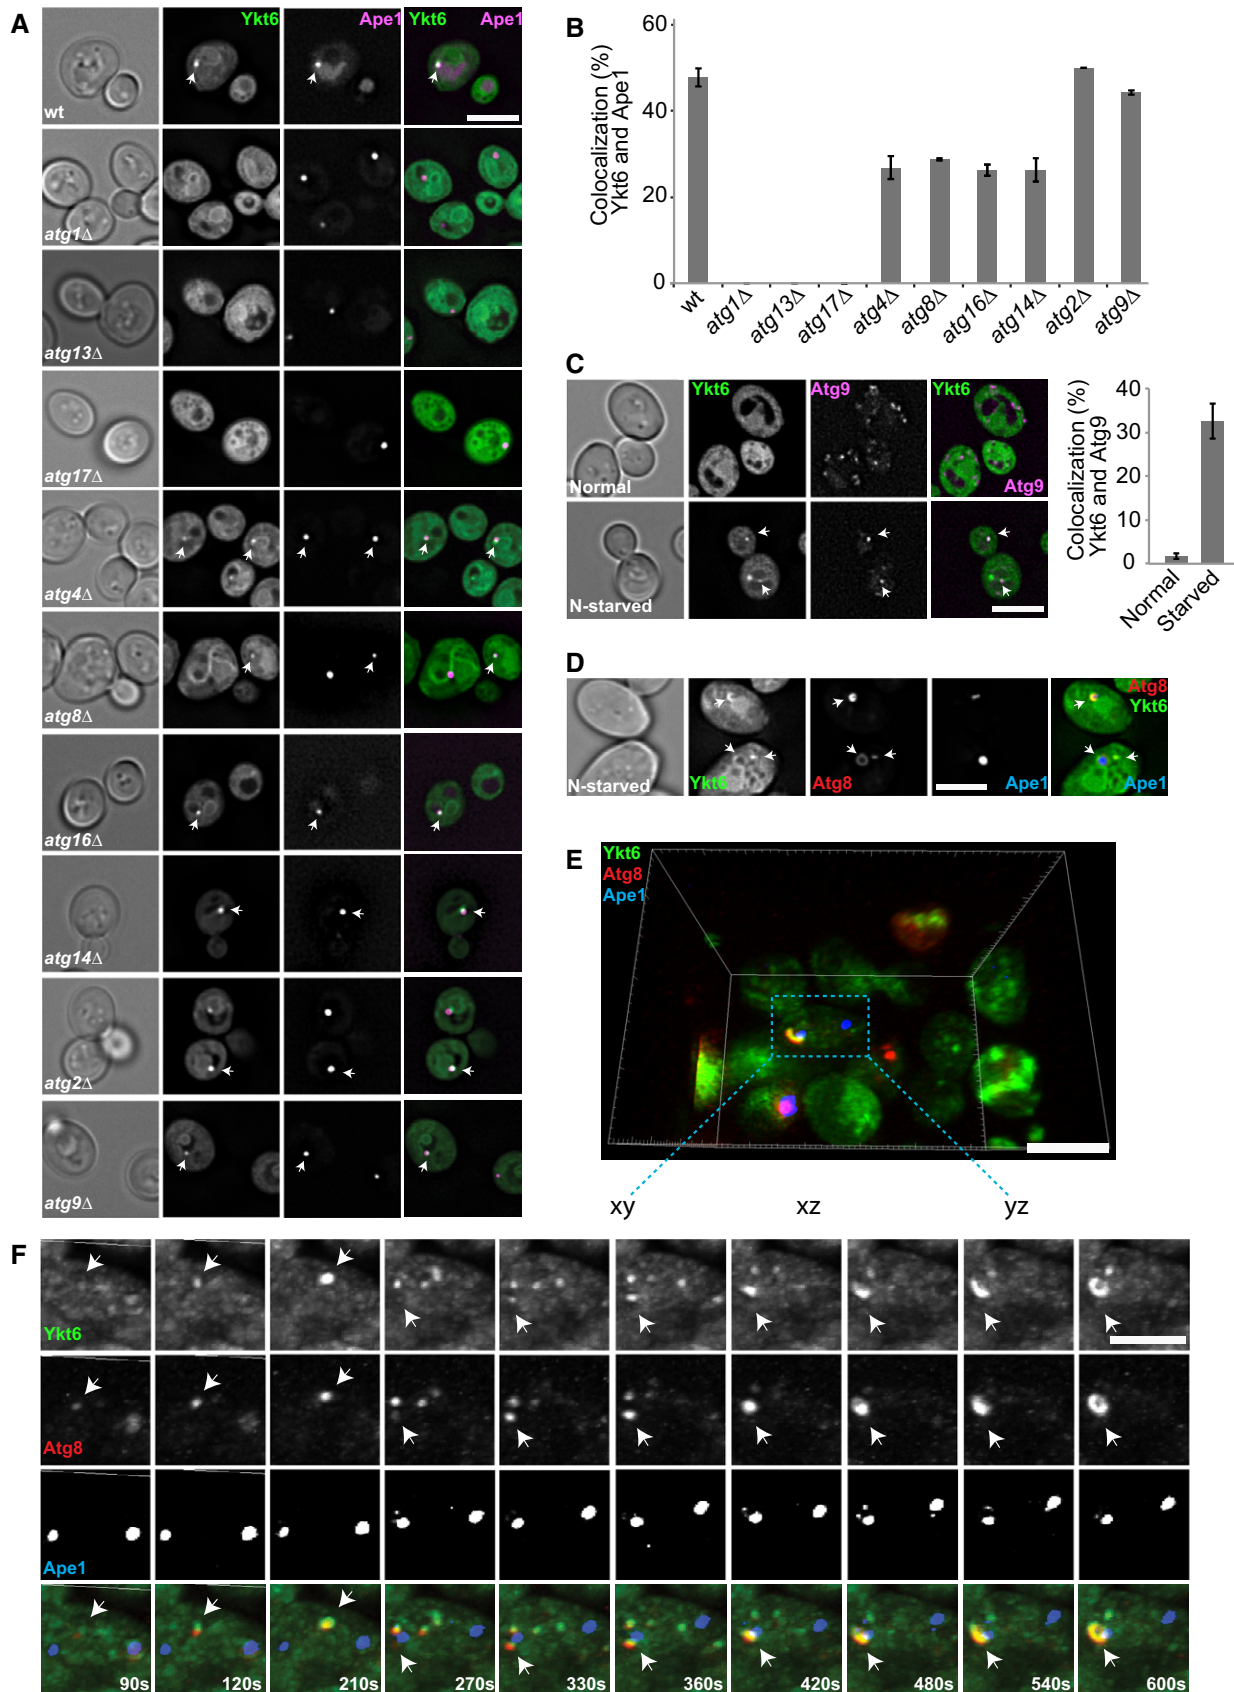 A
Ykt6
Ape1
Ykt6 Ape1
wt
atg1Δ
atg13Δ
atg17Δ
atg4Δ
atg8Δ
atg16Δ
atg14Δ
atg2Δ
atg9Δ
B
Colocalization (%)
Ykt6 and Ape1
60
40
20
0
wt
atg1Δ
atg13Δ
atg17Δ
atg4Δ
atg8Δ
atg16Δ
atg14Δ
atg2Δ
atg9Δ
C
Ykt6
Atg9
Ykt6
Atg9
Normal
N-starved
Colocalization (%)
Ykt6 and Atg9
40
30
20
10
0
Normal
Starved
D
N-starved
Ykt6
Atg8
Ape1
Atg8
Ykt6
Ape1
E
Ykt6
Atg8
Ape1
xy xz yz
F
Ykt6
Atg8
Ape1
90s 120s 210s 270s 330s 360s 420s 480s 540s 600s